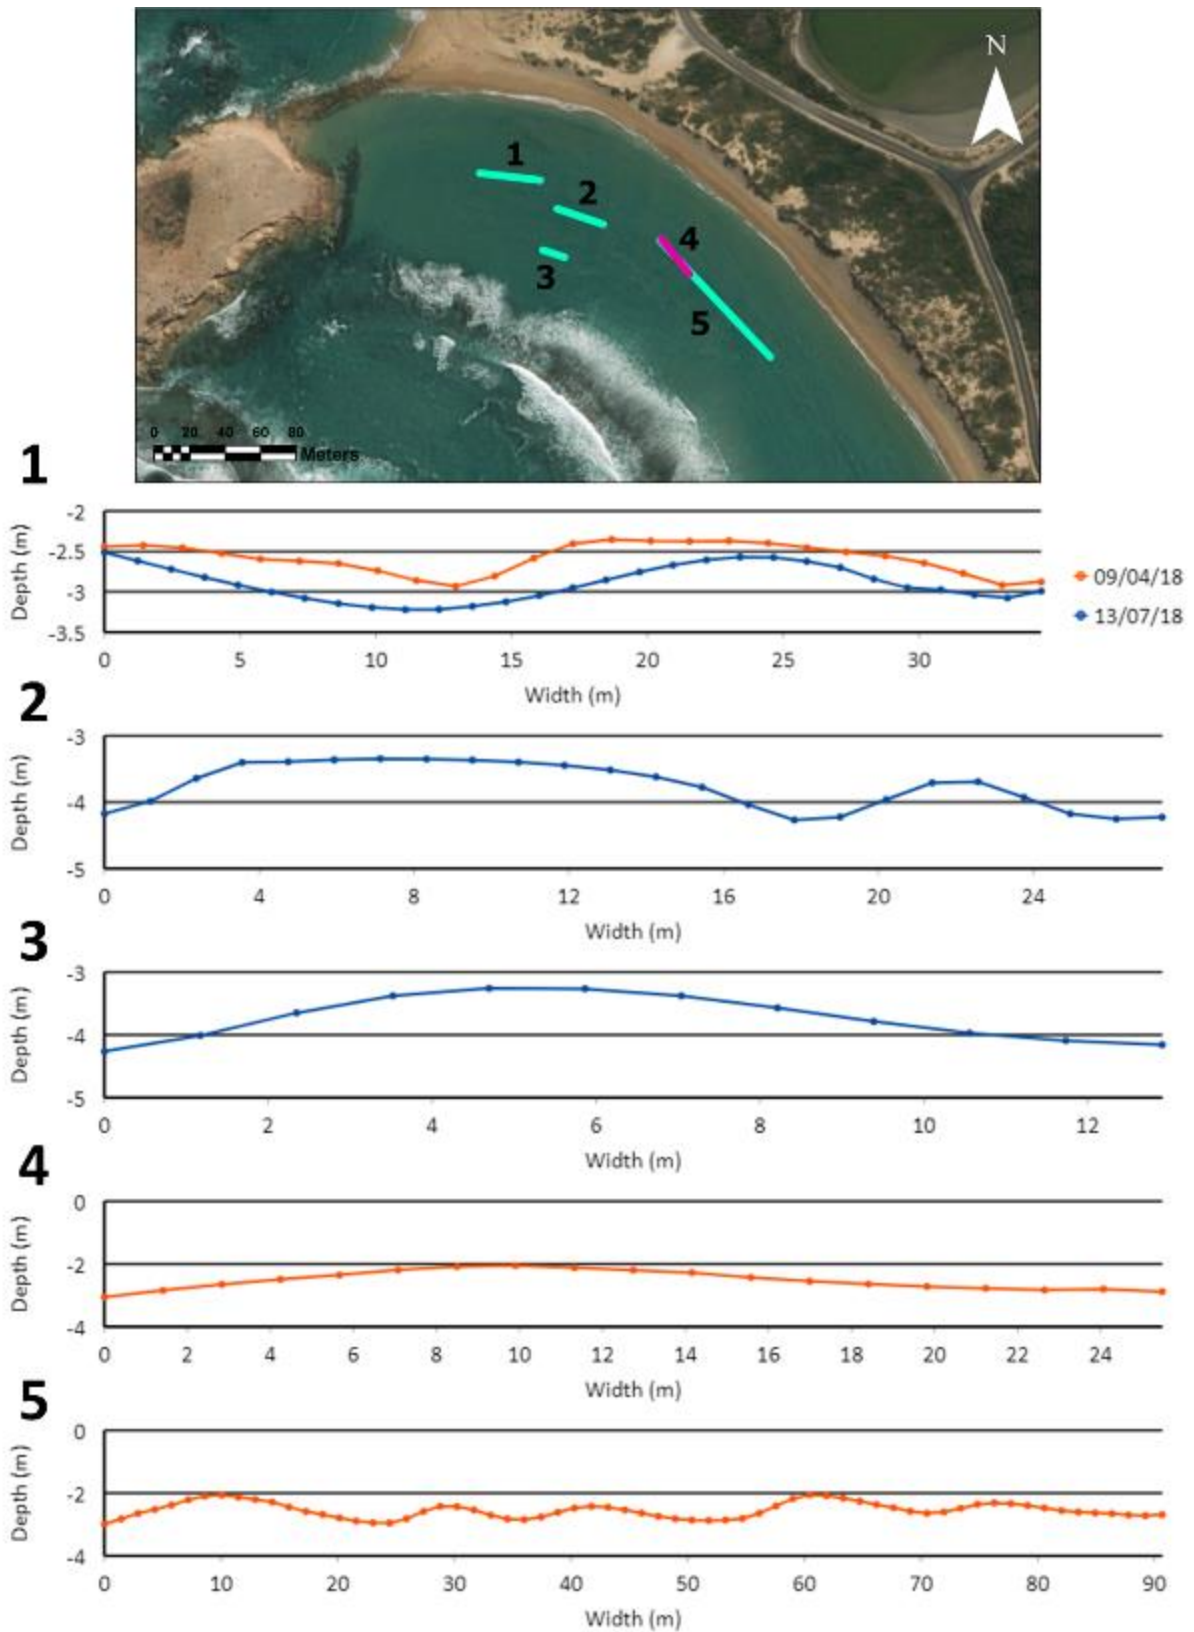 N
1
2
3
4
5
0 20 40 60 80
Meters
1
Depth (m)
-2
-2.5
-3
-3.5
0 5 10 15 20 25 30
Width (m)
09/04/18
13/07/18
2
Depth (m)
-3
-4
-5
0 4 8 12 16 20 24
Width (m)
3
Depth (m)
-3
-4
-5
0 2 4 6 8 10 12
Width (m)
4
Depth (m)
0
-2
-4
0 2 4 6 8 10 12 14 16 18 20 22 24
Width (m)
5
Depth (m)
0
-2
-4
0 10 20 30 40 50 60 70 80 90
Width (m)